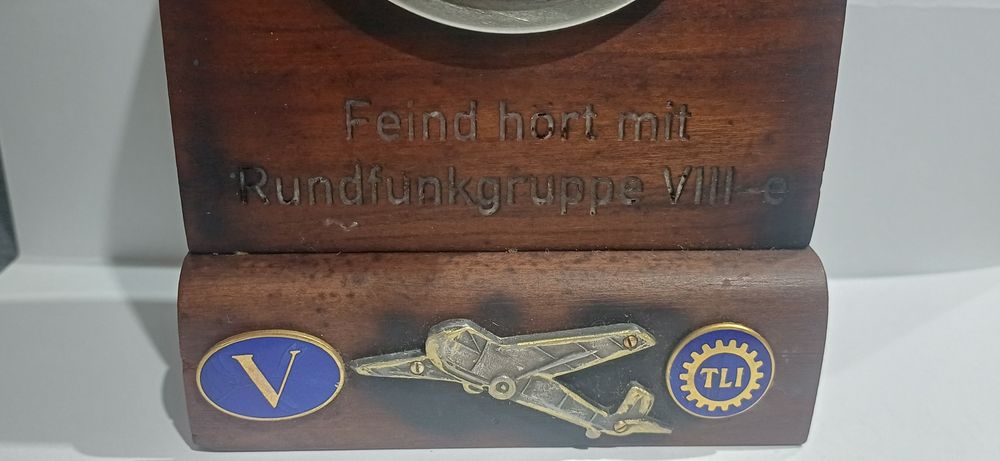 Feind hört mit
Rundfunkgruppe VIII-e
V
TLI